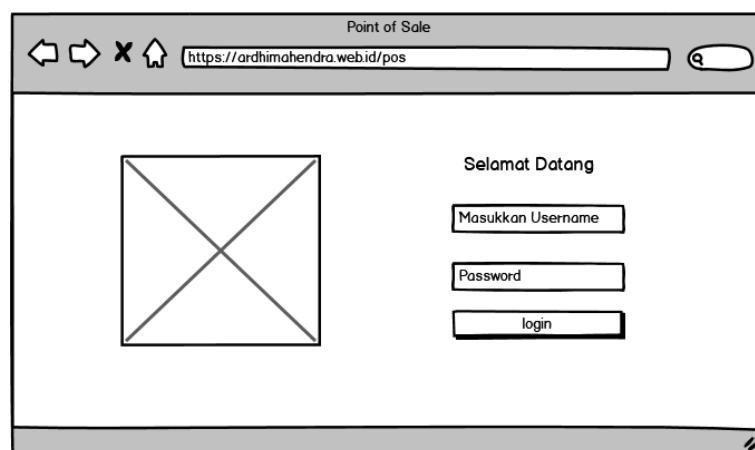 Point of Sale
https://ardhimahendra.web.id/pos
Selamat Datang
Masukkan Username
Password
login